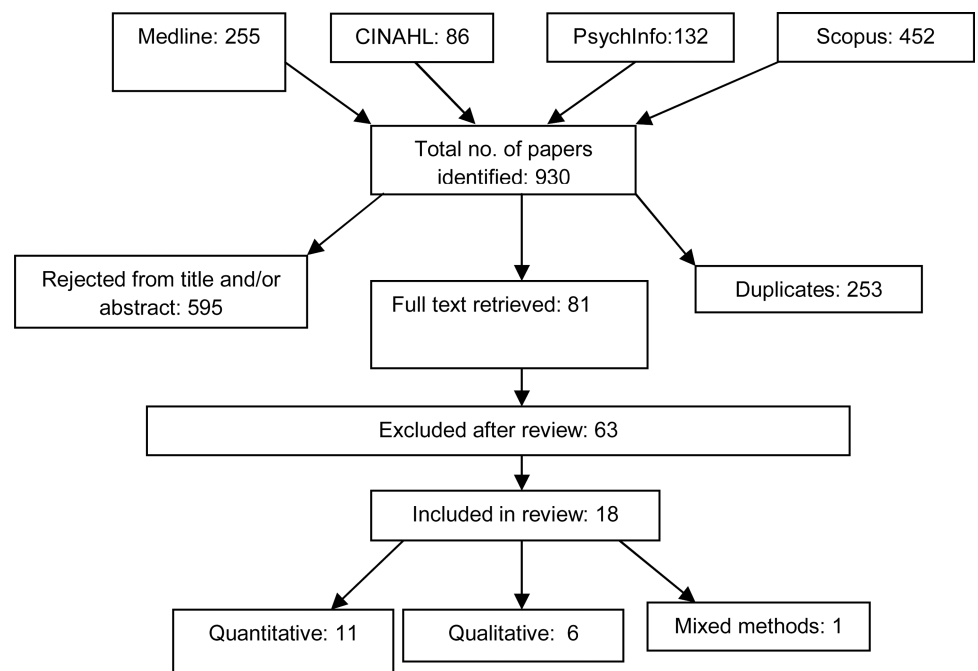 Medline: 255
CINAHL: 86
PsychInfo:132
Scopus: 452
Total no. of papers
identified: 930
Rejected from title and/or
abstract: 595
Full text retrieved: 81
Duplicates: 253
Excluded after review: 63
Included in review: 18
Quantitative: 11
Qualitative: 6
Mixed methods: 1